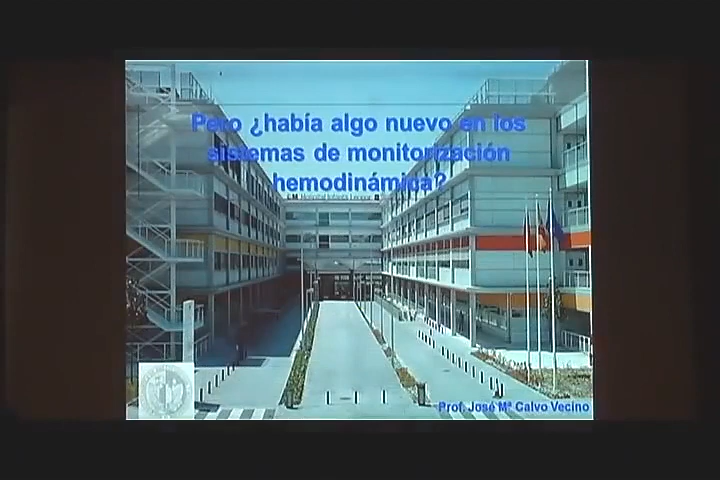 Pero ¿había algo nuevo en los
sistemas de monitorización
hemodinámica?
Prof. José Mª Calvo Vecino